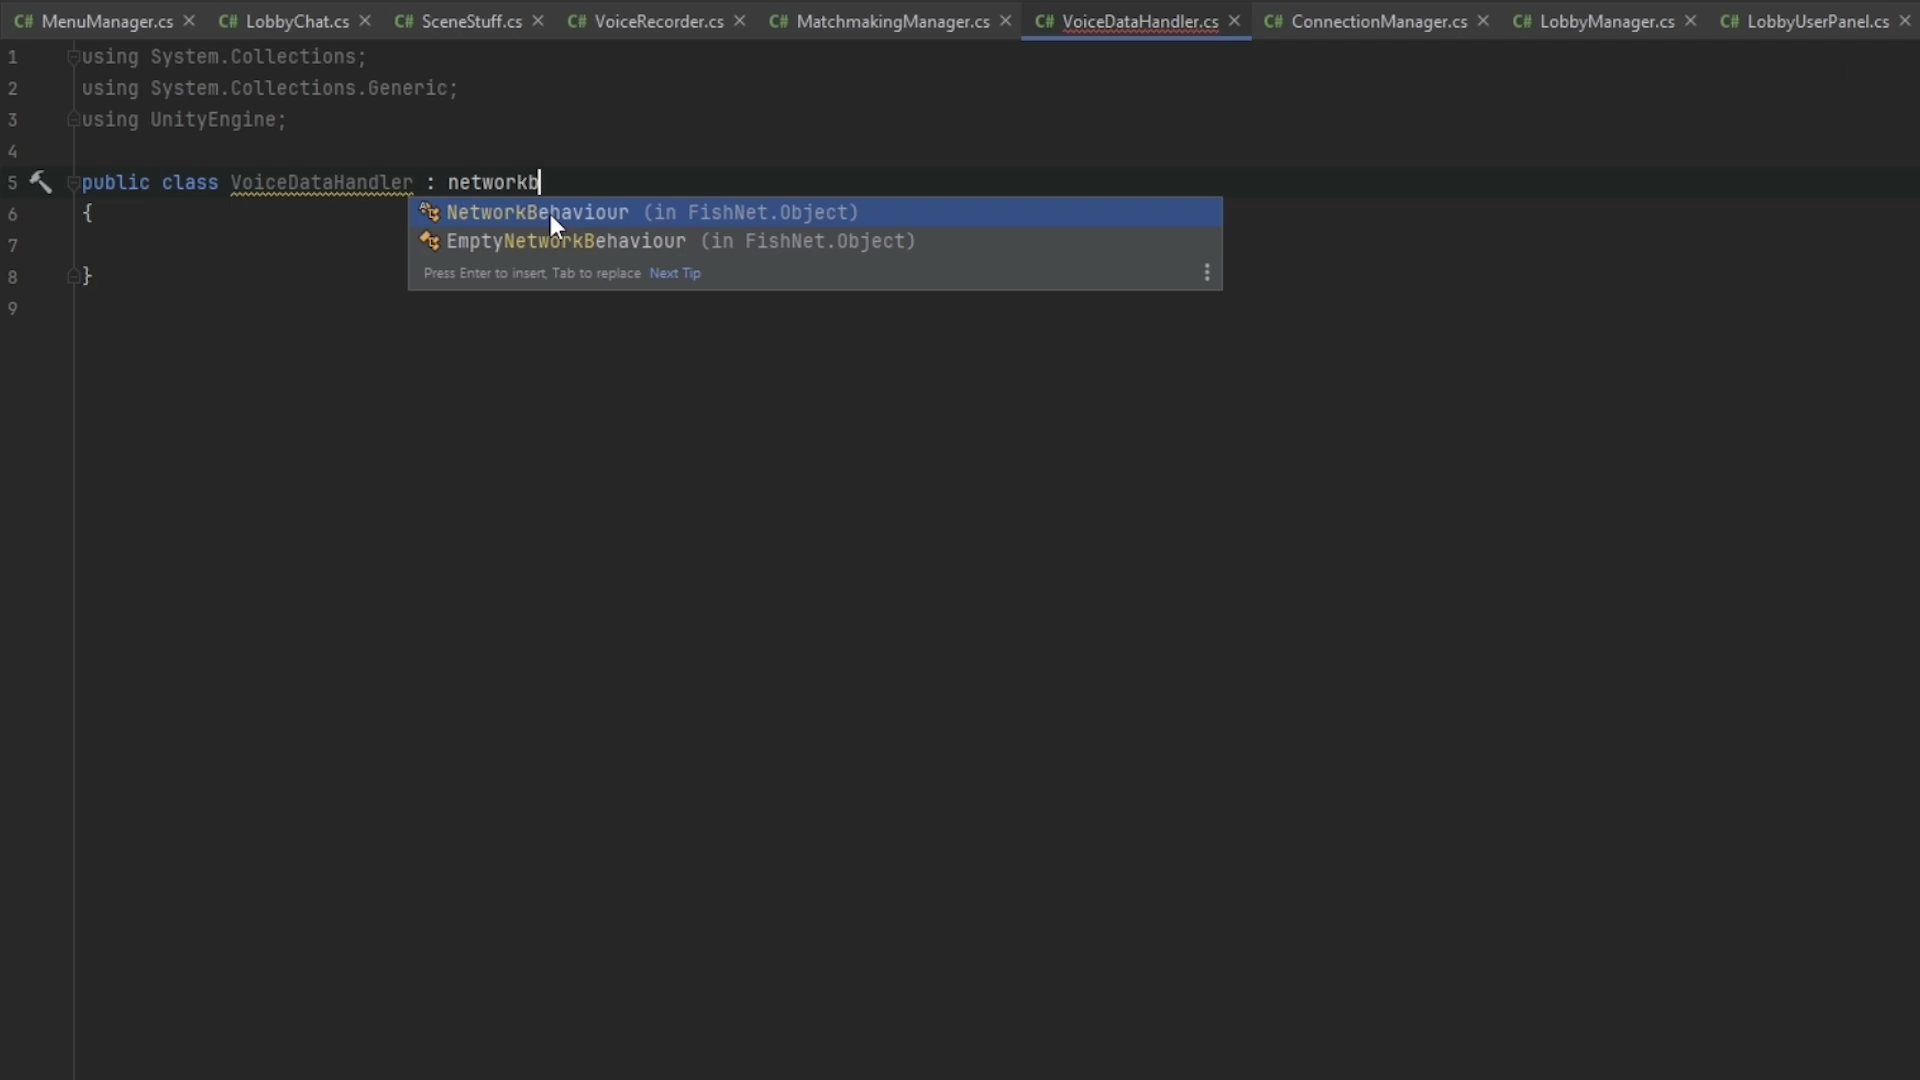 C# MenuManager.cs C# LobbyChat.cs C# SceneStuff.cs C# VoiceRecorder.cs C# MatchmakingManager.cs C# VoiceDataHandler.cs C# ConnectionManager.cs C# LobbyManager.cs C# LobbyUserPanel.cs
1 using System.Collections;
2 using System.Collections.Generic;
3 using UnityEngine;
4
5 public class VoiceDataHandler : networkb
NetworkBehaviour (in FishNet.Object)
6 {
EmptyNetworkBehaviour (in FishNet.Object)
7
Press Enter to insert, Tab to replace Next Tip
8 }
9